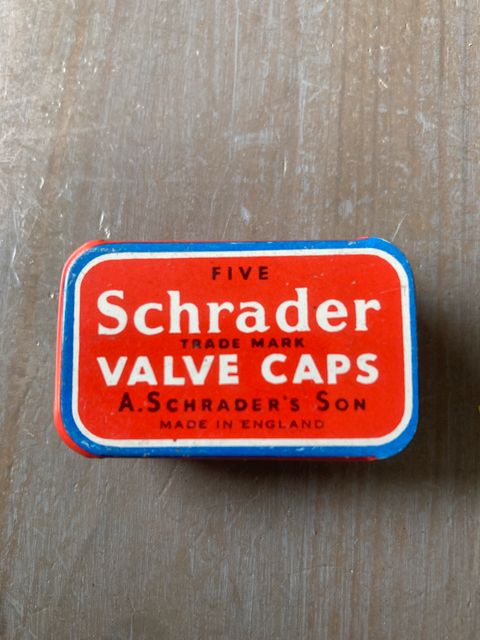 FIVE
Schrader
TRADE MARK
VALVE CAPS
A. SCHRADER'S SON
MADE IN ENGLAND